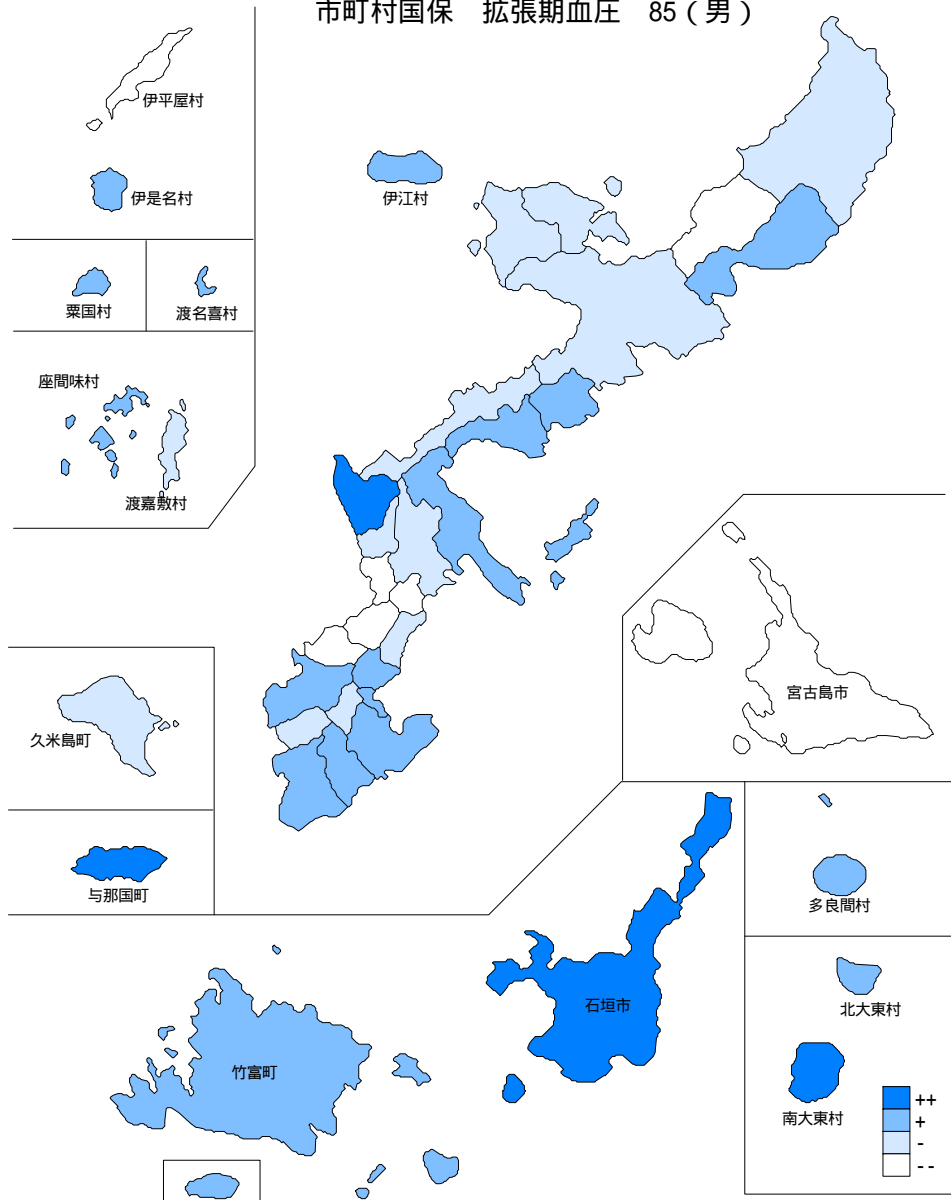 市町村国保　拡張期血圧　85（男）
伊平屋村
伊是名村
伊江村
粟国村
渡名喜村
座間味村
渡嘉敷村
宮古島市
久米島町
与那国町
多良間村
石垣市
北大東村
竹富町
南大東村
++
+
-
--